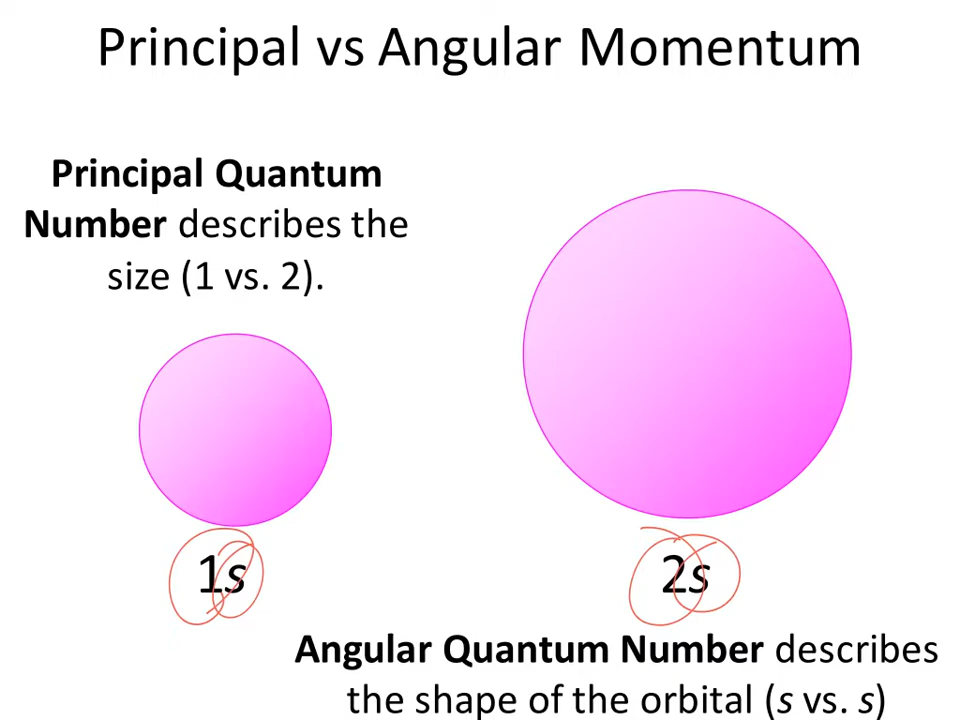 Principal vs Angular Momentum
Principal Quantum
Number describes the
size (1 vs. 2).
1s
2s
Angular Quantum Number describes
the shape of the orbital (s vs. s)